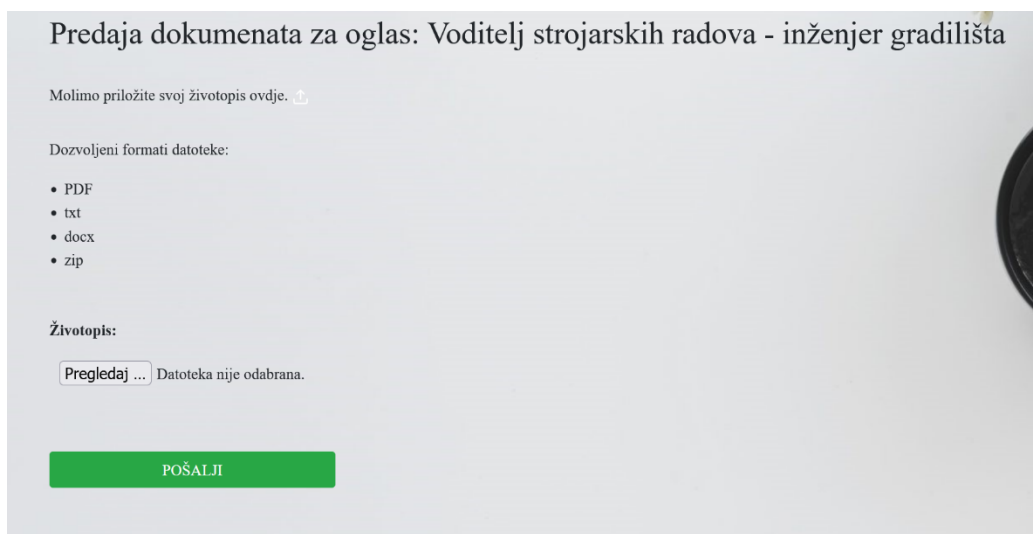 Predaja dokumenata za oglas: Voditelj strojarskih radova - inženjer gradilišta
Molimo priložite svoj životopis ovdje.
Dozvoljeni formati datoteke:
• PDF
• txt
• docx
• zip
Životopis:
Pregledaj ... Datoteka nije odabrana.
POŠALJI